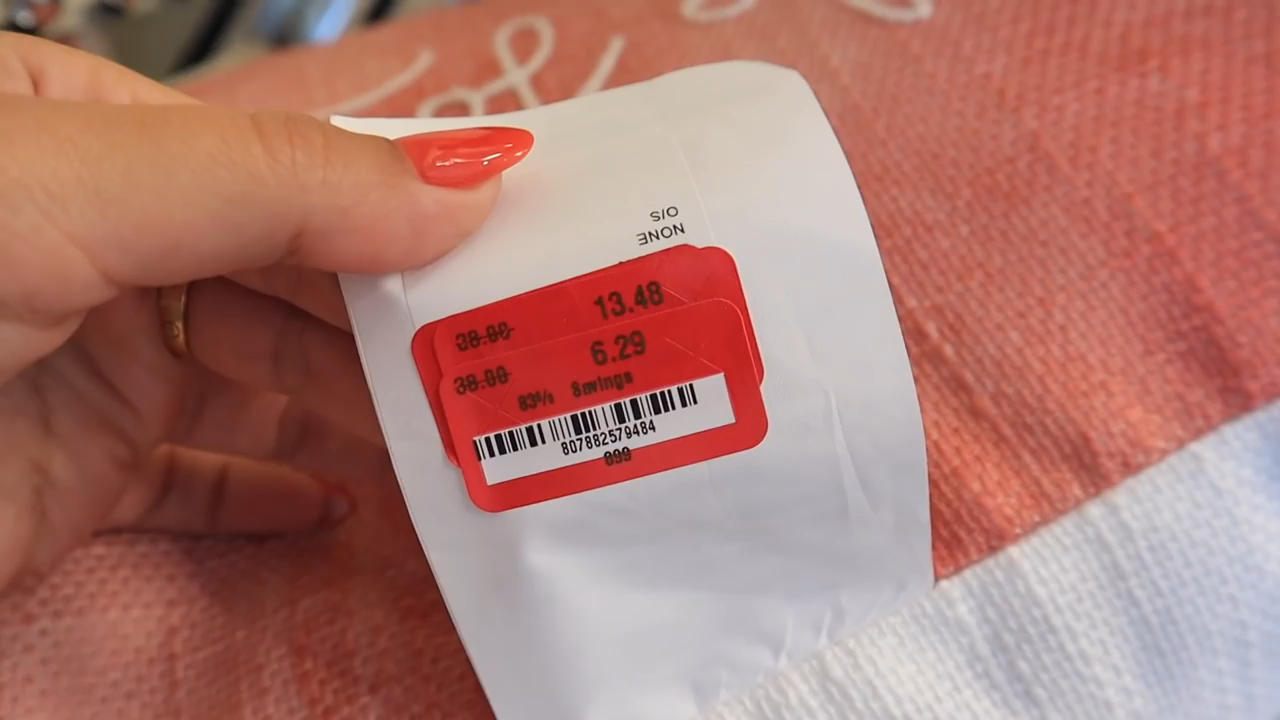 O/S
NONE
38.00 13.48
38.00 6.29
83% Savings
807882579484
899